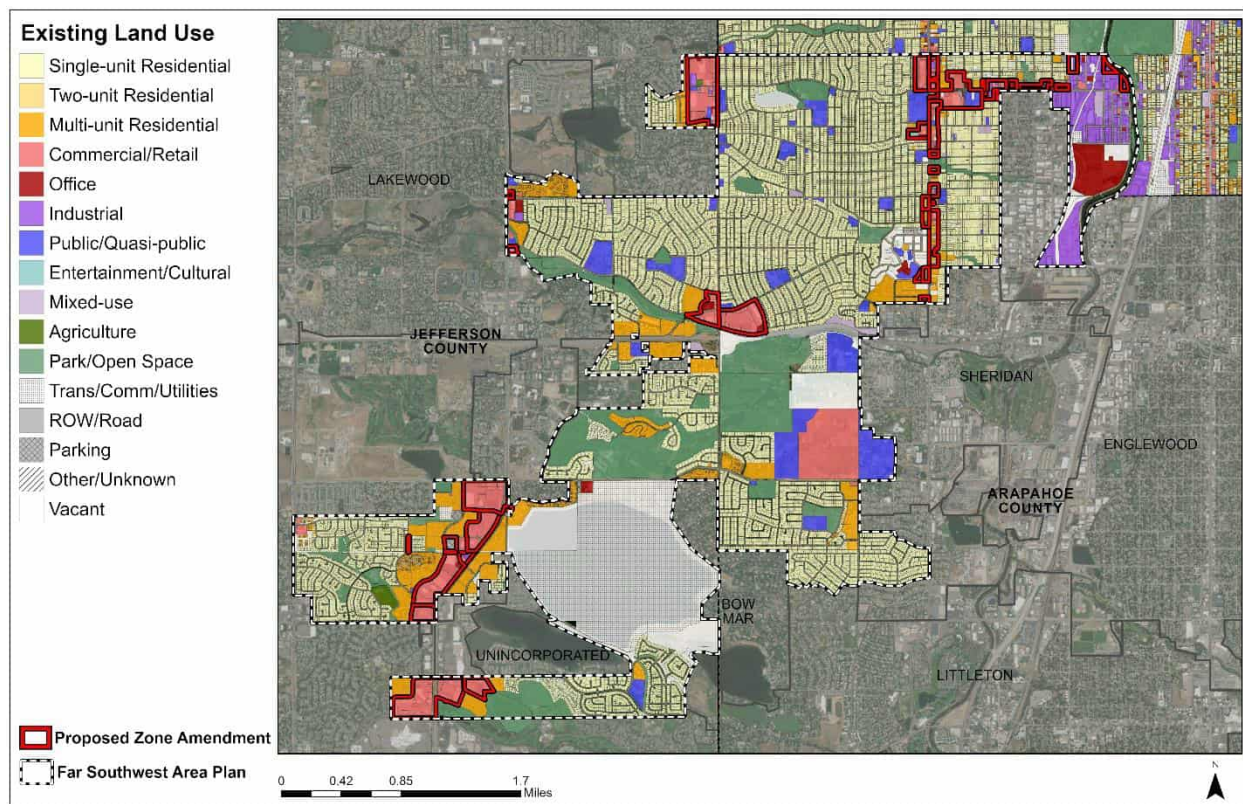 Existing Land Use
Single-unit Residential
Two-unit Residential
Multi-unit Residential
Commercial/Retail
Office
Industrial
Public/Quasi-public
Entertainment/Cultural
Mixed-use
Agriculture
Park/Open Space
Trans/Comm/Utilities
ROW/Road
Parking
Other/Unknown
Vacant
Proposed Zone Amendment
Far Southwest Area Plan
LAKEWOOD
JEFFERSON
COUNTY
SHERIDAN
ENGLEWOOD
ARAPAHOE
COUNTY
BOW
MAR
UNINCORPORATED
LITTLETON
0 0.42 0.85 1.7
Miles
N